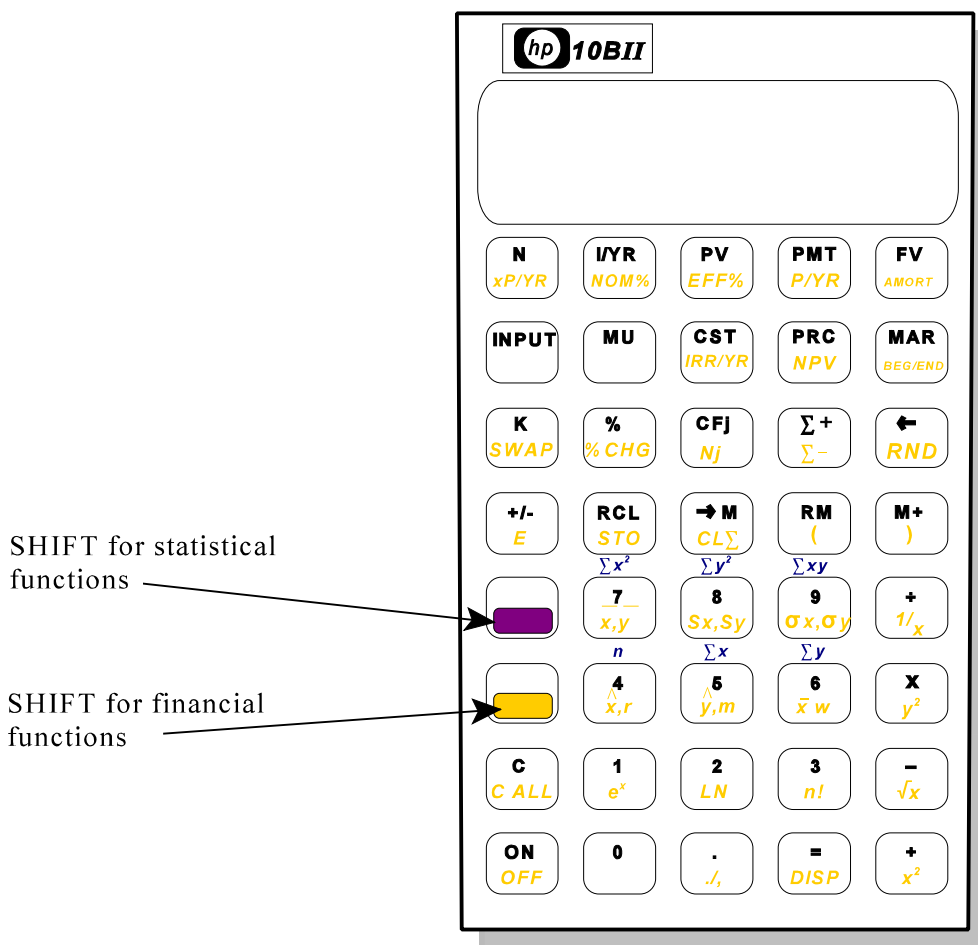 hp 10BII
N I/YR PV PMT FV
xP/YR NOM% EFF% P/YR AMORT
INPUT MU CST PRC MAR
IRR/YR NPV BEG/END
K % CFj ∑+ ←
SWAP %CHG Nj ∑− RND
+/- RCL →M RM M+
E STO CL∑ ( )
∑x² ∑y² ∑xy
SHIFT for statistical
functions
7 8 9 +
x̅,y̅ Sx,Sy σx,σy 1/x
n ∑x ∑y
SHIFT for financial
functions
4 5 6 X
x̂,r ŷ,m x̅ w y²
C 1 2 3 −
C ALL eˣ LN n! √x
ON 0 . = +
OFF ./, DISP x²